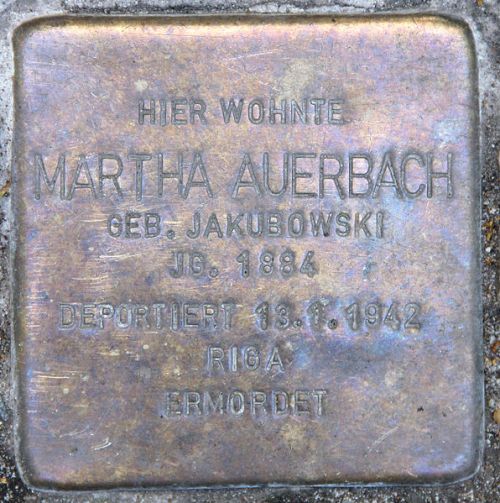 HIER WOHNTE
MARTHA AUERBACH
GEB. JAKUBOWSKI
JG. 1884
DEPORTIERT 13.1.1942
RIGA
ERMORDET